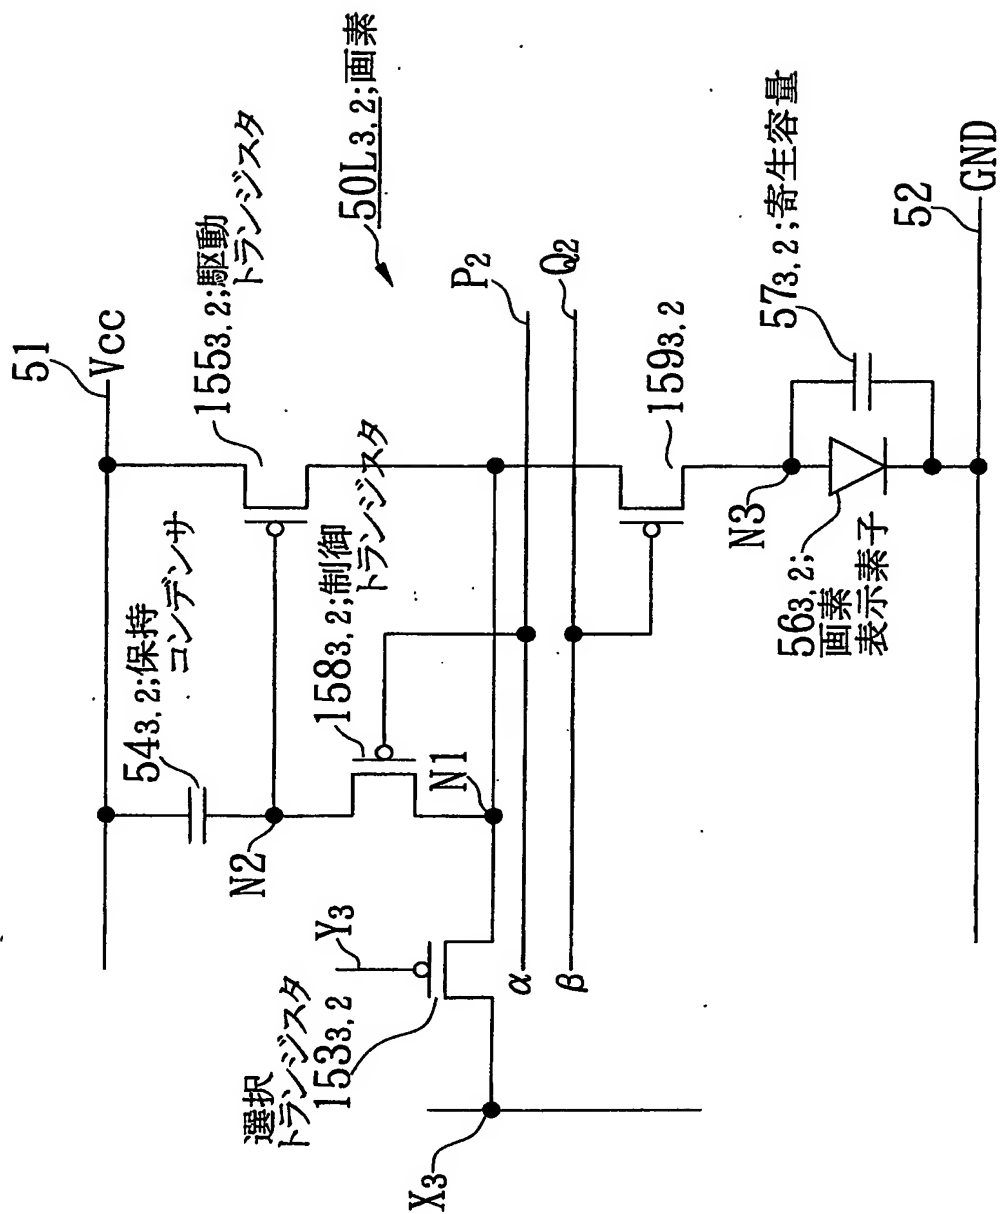 51
Vcc
155₃,₂;駆動
トランジスタ
50L₃,₂;画素
54₃,₂;保持
コンデンサ
N2
158₃,₂;制御
トランジスタ
N1
P₂
Q₂
選択
トランジスタ
153₃,₂
Y₃
X₃
α
β
159₃,₂
N3
57₃,₂;寄生容量
56₃,₂;
画素
表示素子
52
GND